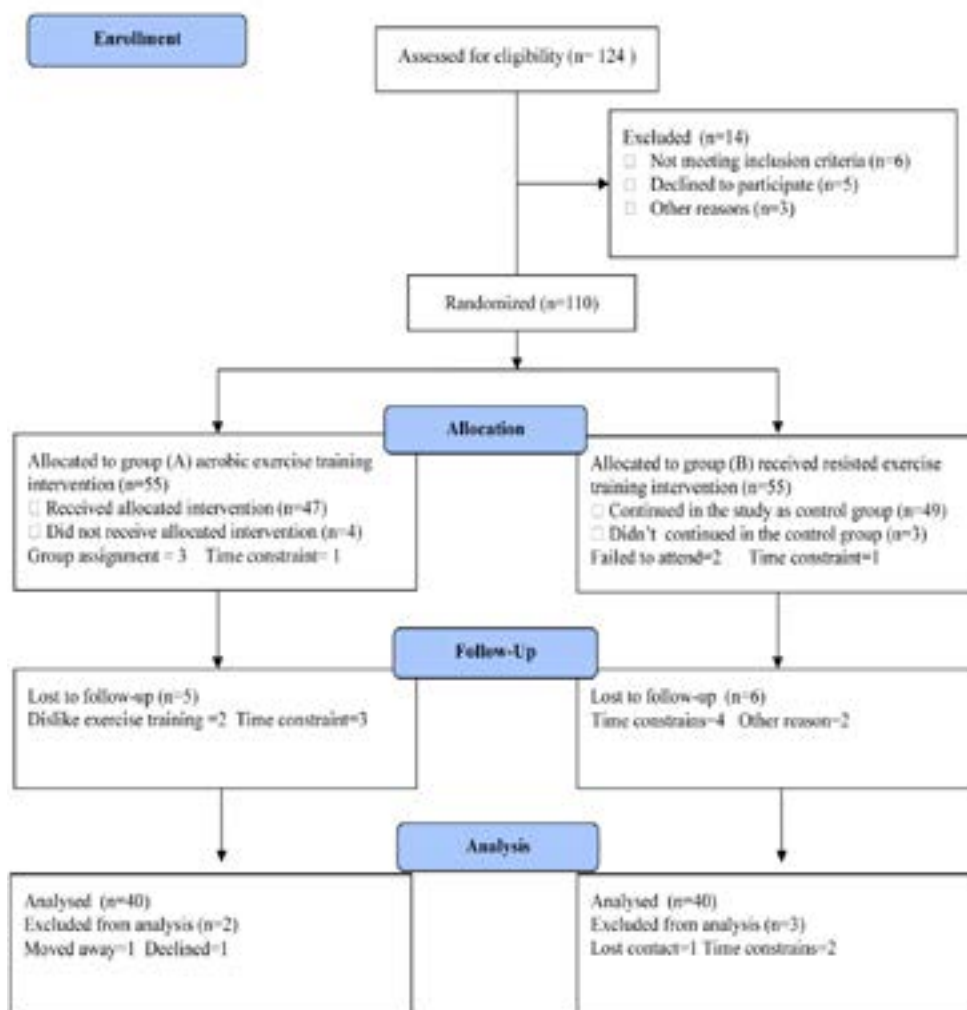 Enrollment
Assessed for eligibility (n= 124 )
Excluded (n=14)
Not meeting inclusion criteria (n=6)
Declined to participate (n=5)
Other reasons (n=3)
Randomized (n=110)
Allocation
Allocated to group (A) aerobic exercise training
intervention (n=55)
Received allocated intervention (n=47)
Did not receive allocated intervention (n=4)
Group assignment = 3 Time constraint= 1
Allocated to group (B) received resisted exercise
training intervention (n=55)
Continued in the study as control group (n=49)
Didn't continued in the control group (n=3)
Failed to attend=2 Time constraint=1
Follow-Up
Lost to follow-up (n=5)
Dislike exercise training =2 Time constraint=3
Lost to follow-up (n=6)
Time constrains=4 Other reason=2
Analysis
Analysed (n=40)
Excluded from analysis (n=2)
Moved away=1 Declined=1
Analysed (n=40)
Excluded from analysis (n=3)
Lost contact=1 Time constrains=2